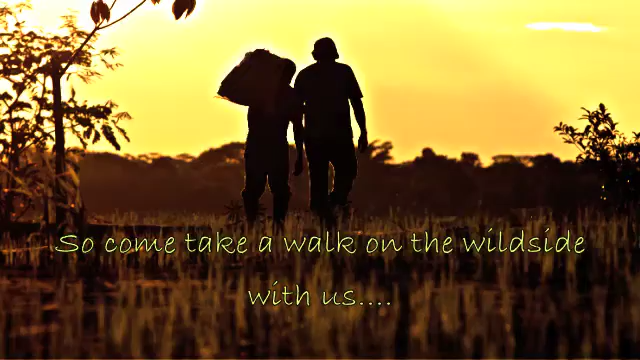 So come take a walk on the wildside
with us....